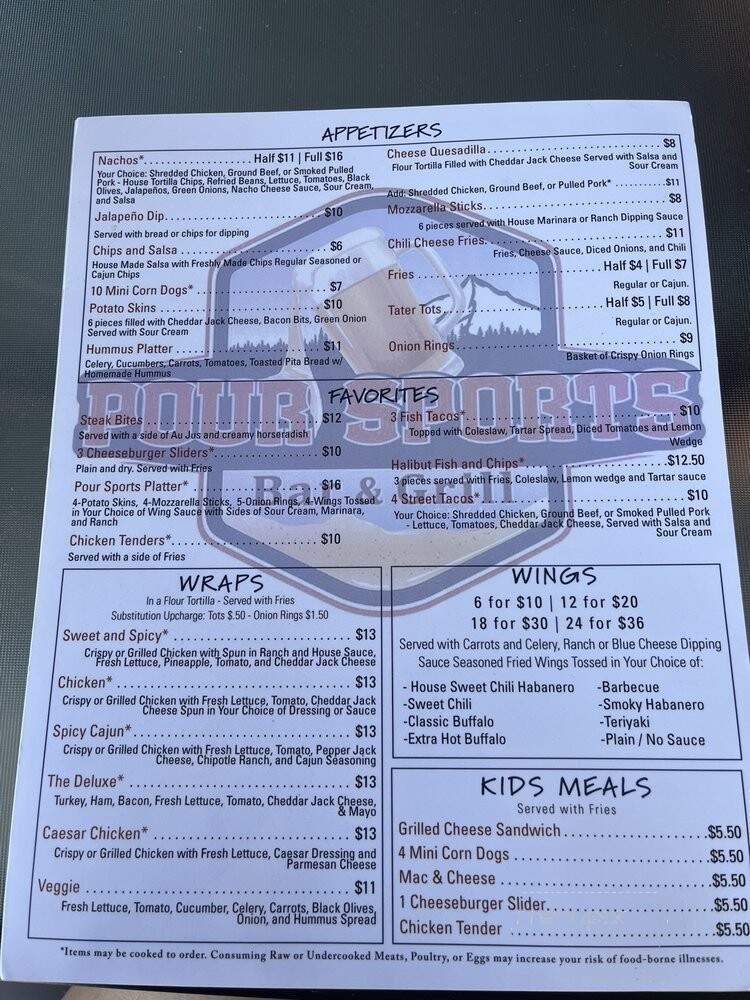 APPETIZERS
Nachos* Half $11 | Full $16
Your Choice: Shredded Chicken, Ground Beef, or Smoked Pulled
Pork - House Tortilla Chips, Refried Beans, Lettuce, Tomatoes, Black
Olives, Jalapeños, Green Onions, Nacho Cheese Sauce, Sour Cream,
and Salsa
Jalapeño Dip. $10
Served with bread or chips for dipping
Chips and Salsa $6
House Made Salsa with Freshly Made Chips Regular Seasoned or
Cajun Chips
10 Mini Corn Dogs* $7
Potato Skins $10
6 pieces filled with Cheddar Jack Cheese, Bacon Bits, Green Onion
Served with Sour Cream
Hummus Platter $11
Celery, Cucumbers, Carrots, Tomatoes, Toasted Pita Bread w/
Homemade Hummus
Cheese Quesadilla $8
Flour Tortilla Filled with Cheddar Jack Cheese Served with Salsa and
Sour Cream
Add: Shredded Chicken, Ground Beef, or Pulled Pork* $11
Mozzarella Sticks $8
6 pieces served with House Marinara or Ranch Dipping Sauce
Chili Cheese Fries $11
Fries, Cheese Sauce, Diced Onions, and Chili
Fries Half $4 | Full $7
Regular or Cajun.
Tater Tots Half $5 | Full $8
Regular or Cajun.
Onion Rings $9
Basket of Crispy Onion Rings
POUR SPORTS
Bar & Grill
FAVORITES
Steak Bites $12
Served with a side of Au Jus and creamy horseradish
3 Cheeseburger Sliders* $10
Plain and dry. Served with Fries
Pour Sports Platter* $16
4-Potato Skins, 4-Mozzarella Sticks, 5-Onion Rings, 4-Wings Tossed
in Your Choice of Wing Sauce with Sides of Sour Cream, Marinara,
and Ranch
Chicken Tenders* $10
Served with a side of Fries
3 Fish Tacos* $10
Topped with Coleslaw, Tartar Spread, Diced Tomatoes and Lemon
Wedge
Halibut Fish and Chips* $12.50
3 pieces served with Fries, Coleslaw, Lemon wedge and Tartar sauce
4 Street Tacos* $10
Your Choice: Shredded Chicken, Ground Beef, or Smoked Pulled Pork
- Lettuce, Tomatoes, Cheddar Jack Cheese, Served with Salsa and
Sour Cream
WRAPS
In a Flour Tortilla - Served with Fries
Substitution Upcharge: Tots $.50 - Onion Rings $1.50
Sweet and Spicy* $13
Crispy or Grilled Chicken with Spun in Ranch and House Sauce,
Fresh Lettuce, Pineapple, Tomato, and Cheddar Jack Cheese
Chicken* $13
Crispy or Grilled Chicken with Fresh Lettuce, Tomato, Cheddar Jack
Cheese Spun in Your Choice of Dressing or Sauce
Spicy Cajun* $13
Crispy or Grilled Chicken with Fresh Lettuce, Tomato, Pepper Jack
Cheese, Chipotle Ranch, and Cajun Seasoning
The Deluxe* $13
Turkey, Ham, Bacon, Fresh Lettuce, Tomato, Cheddar Jack Cheese,
& Mayo
Caesar Chicken* $13
Crispy or Grilled Chicken with Fresh Lettuce, Caesar Dressing and
Parmesan Cheese
Veggie $11
Fresh Lettuce, Tomato, Cucumber, Celery, Carrots, Black Olives,
Onion, and Hummus Spread
WINGS
6 for $10 | 12 for $20
18 for $30 | 24 for $36
Served with Carrots and Celery, Ranch or Blue Cheese Dipping
Sauce Seasoned Fried Wings Tossed in Your Choice of:
- House Sweet Chili Habanero -Barbecue
-Sweet Chili -Smoky Habanero
-Classic Buffalo -Teriyaki
-Extra Hot Buffalo -Plain / No Sauce
KIDS MEALS
Served with Fries
Grilled Cheese Sandwich $5.50
4 Mini Corn Dogs $5.50
Mac & Cheese $5.50
1 Cheeseburger Slider $5.50
Chicken Tender $5.50
*Items may be cooked to order. Consuming Raw or Undercooked Meats, Poultry, or Eggs may increase your risk of food-borne illnesses.